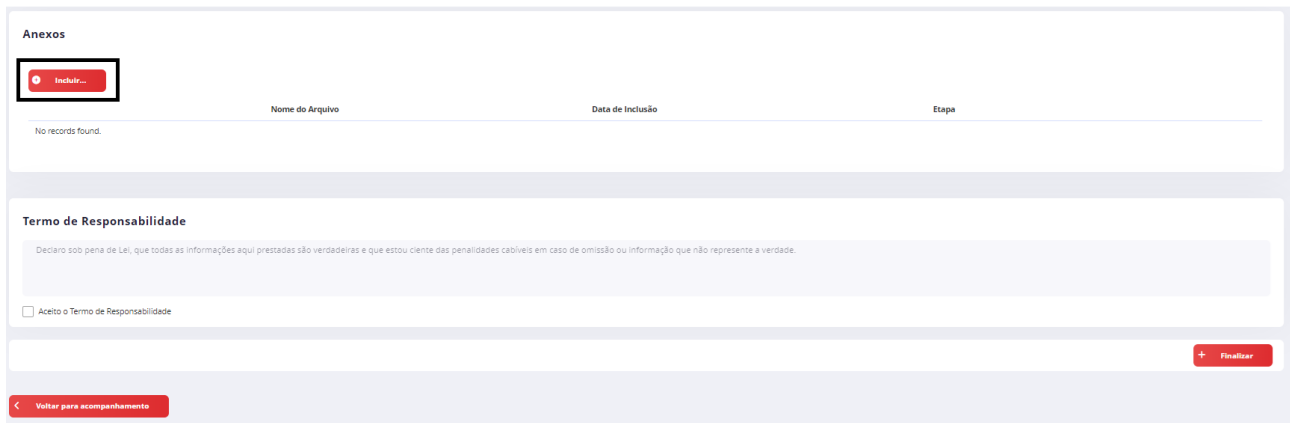 Anexos
Incluir...
Nome do Arquivo Data de Inclusão Etapa
No records found.
Termo de Responsabilidade
Declaro sob pena de Lei, que todas as informações aqui prestadas são verdadeiras e que estou ciente das penalidades cabíveis em caso de omissão ou informação que não represente a verdade.
Aceito o Termo de Responsabilidade
Finalizar
Voltar para acompanhamento